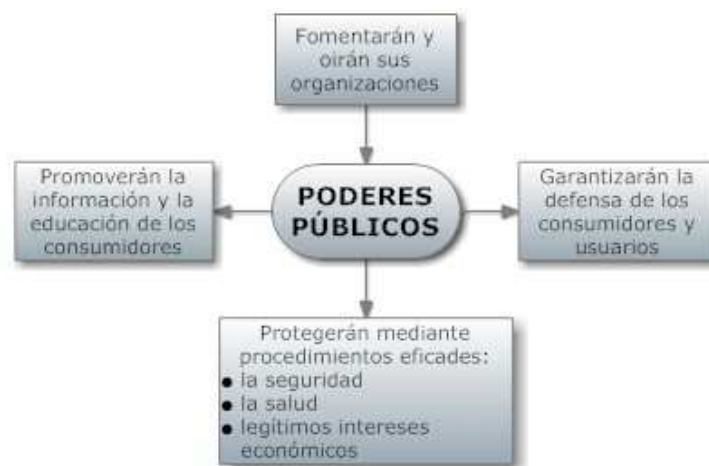 Fomentarán y
oirán sus
organizaciones
Promoverán la
información y la
educación de los
consumidores
PODERES
PÚBLICOS
Garantizarán la
defensa de los
consumidores y
usuarios
Protegerán mediante
procedimientos eficades:
● la seguridad
● la salud
● legítimos intereses
económicos